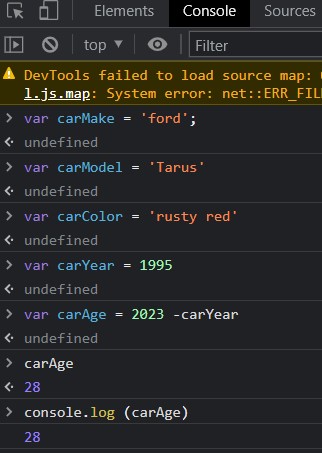 Elements Console Sources
top ▼ Filter
DevTools failed to load source map:
l.js.map: System error: net::ERR_FIL
> var carMake = 'ford';
<· undefined
> var carModel = 'Tarus'
<· undefined
> var carColor = 'rusty red'
<· undefined
> var carYear = 1995
<· undefined
> var carAge = 2023 -carYear
<· undefined
> carAge
<· 28
> console.log (carAge)
28